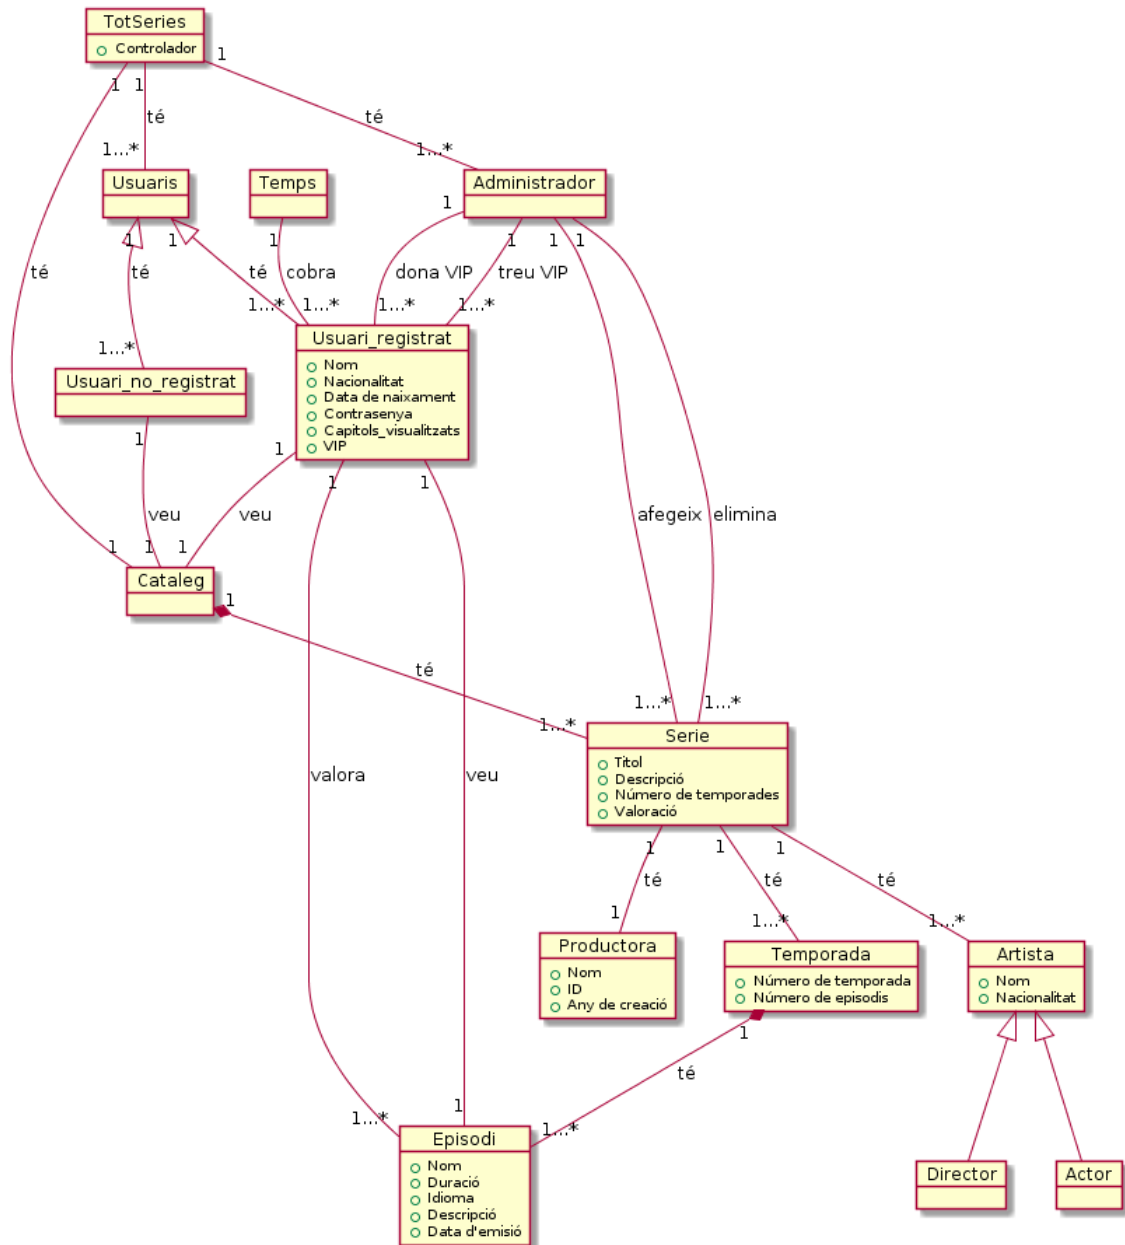 TotSeries
Controlador
1
1
1
té
té
1...*
1...*
Usuaris
Temps
Administrador
1
1
1
1
1
1
1
té
té
té
cobra
dona VIP
treu VIP
1...*
1...*
1...*
1...*
1...*
Usuari_registrat
Nom
Nacionalitat
Data de naixament
Contrasenya
Capitols_visualitzats
VIP
Usuari_no_registrat
1
1
1
1
veu
veu
afegeix
elimina
1
1
1
Cataleg
1
té
1...*
1...*
1...*
Serie
Titol
Descripció
Número de temporades
Valoració
valora
veu
1
1
1
té
té
té
1
1...*
1...*
Productora
Nom
ID
Any de creació
Temporada
Número de temporada
Número de episodis
Artista
Nom
Nacionalitat
1
té
1...*
1
1...*
Episodi
Nom
Duració
Idioma
Descripció
Data d'emisió
Director
Actor